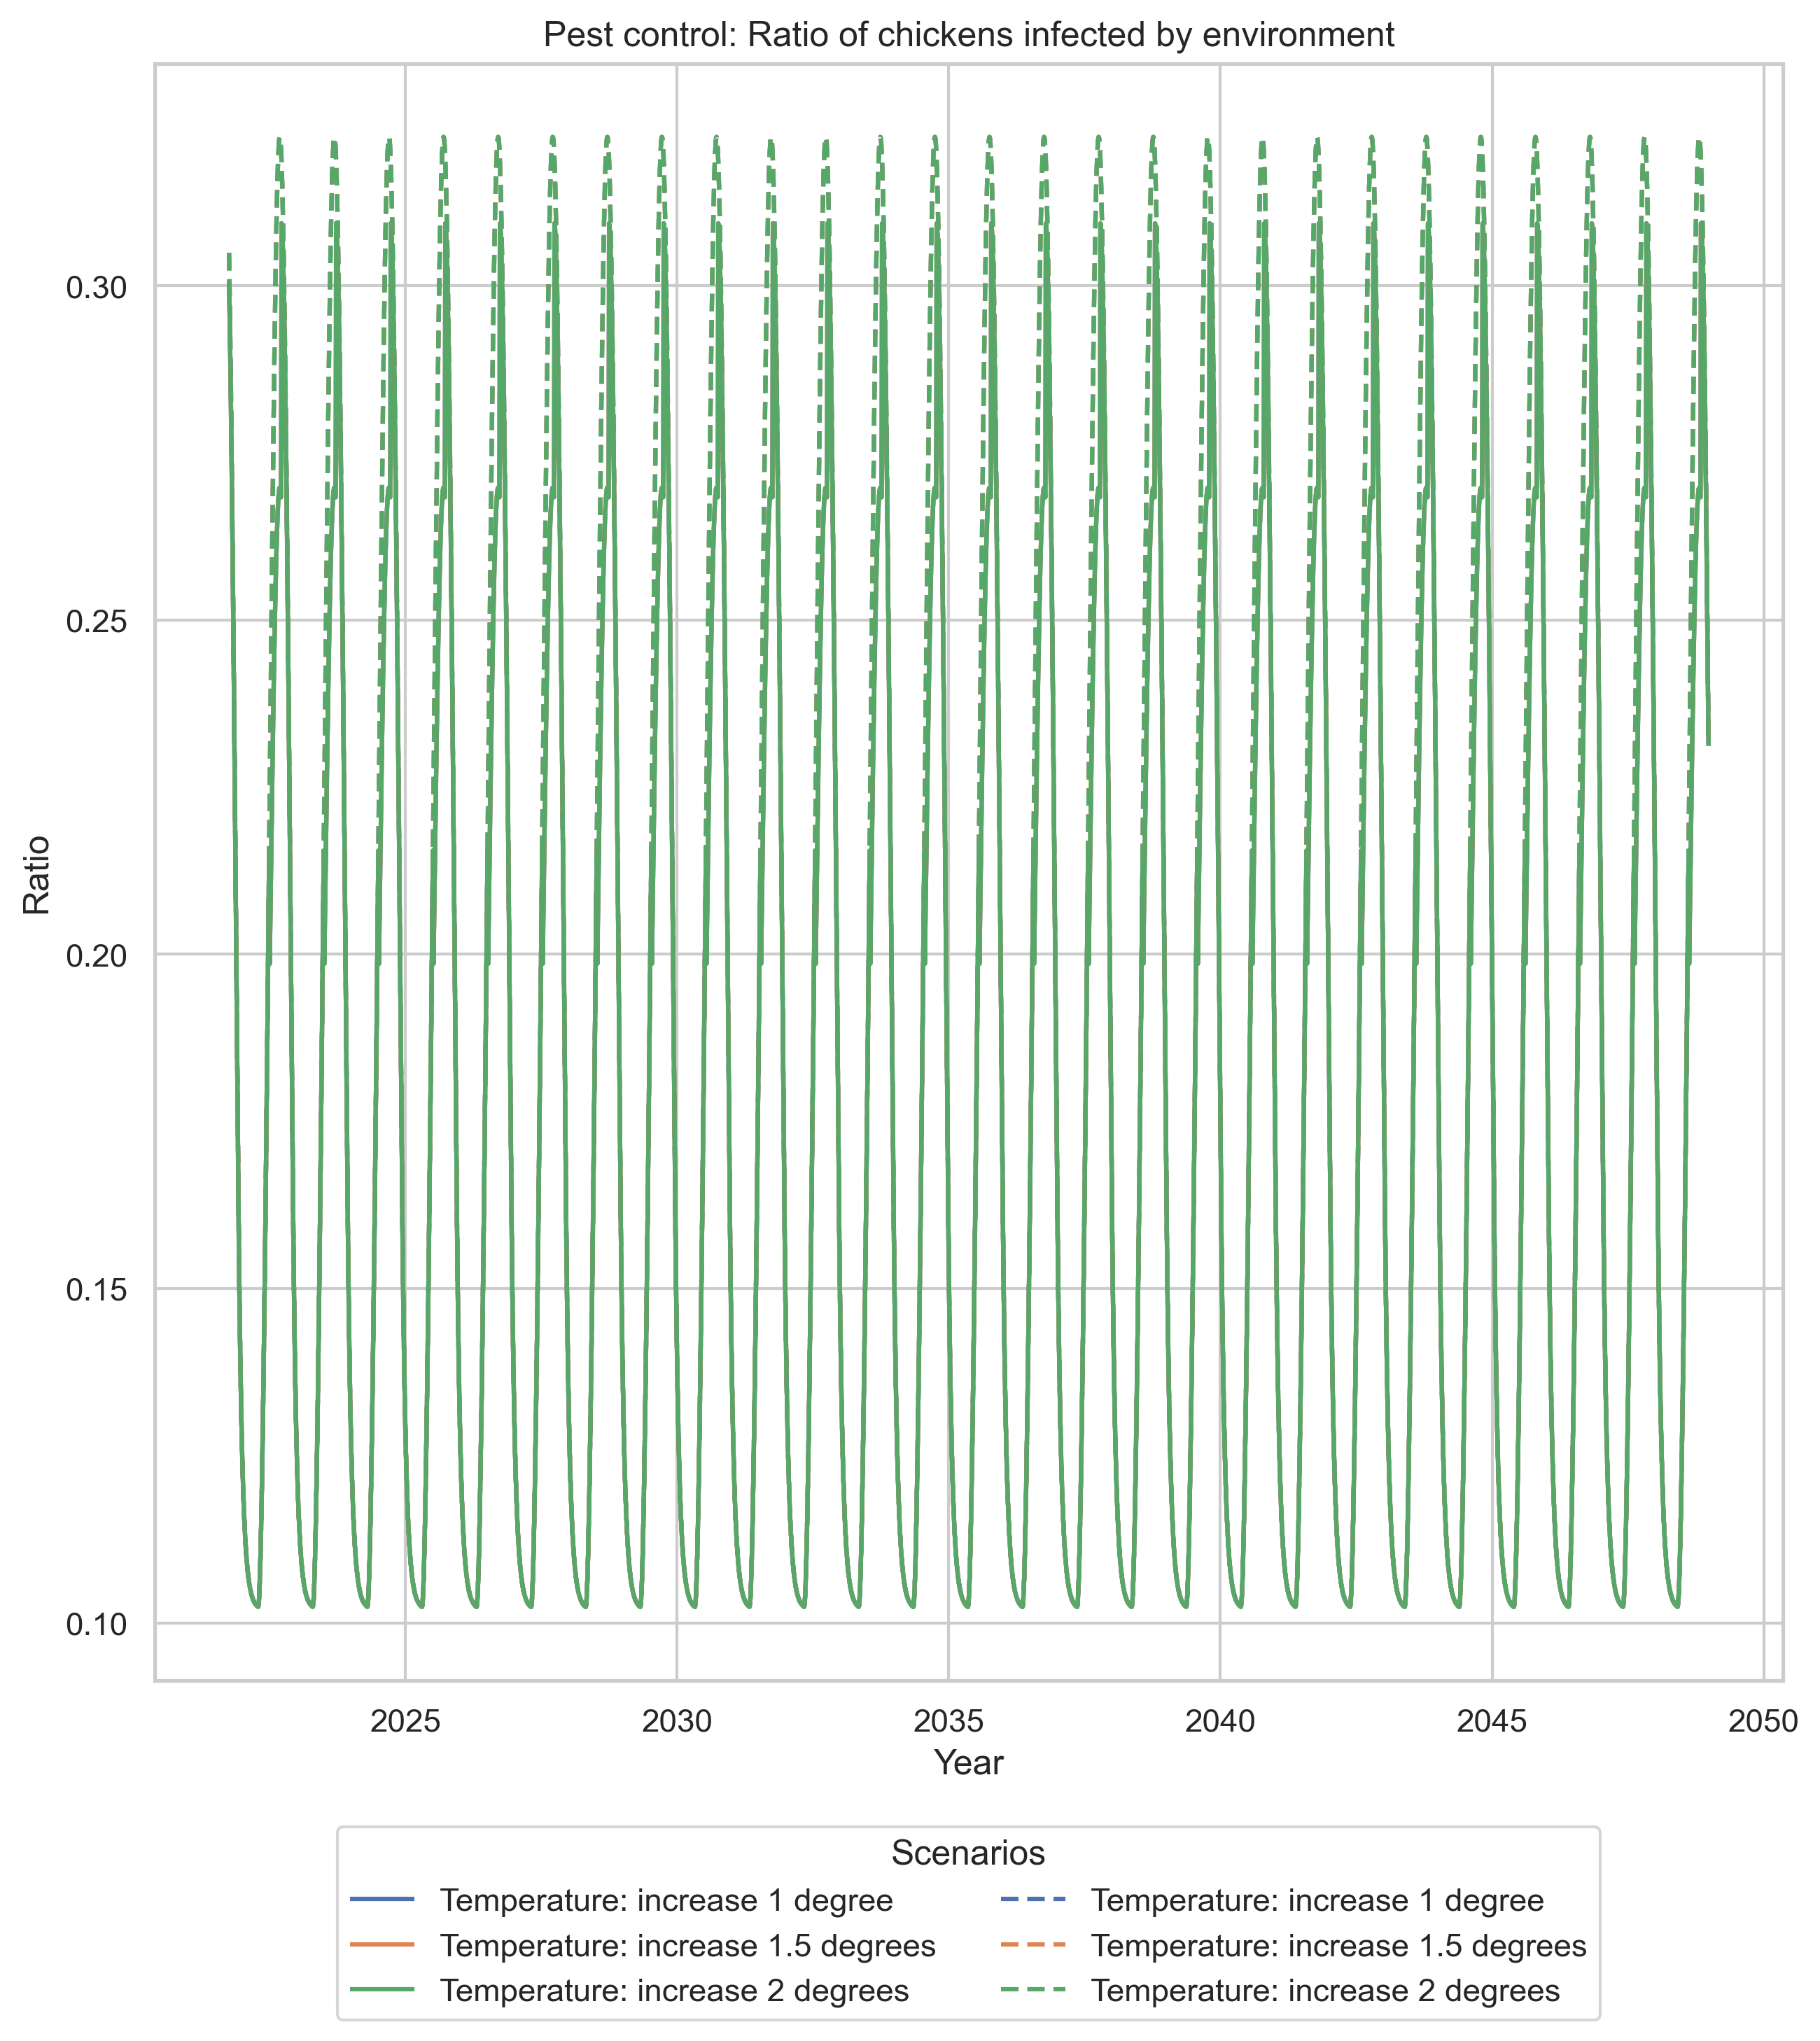 Pest control: Ratio of chickens infected by environment
0.30
0.25
0.20
0.15
0.10
Ratio
2025 2030 2035 2040 2045 2050
Year
Scenarios
Temperature: increase 1 degree
Temperature: increase 1.5 degrees
Temperature: increase 2 degrees
Temperature: increase 1 degree
Temperature: increase 1.5 degrees
Temperature: increase 2 degrees